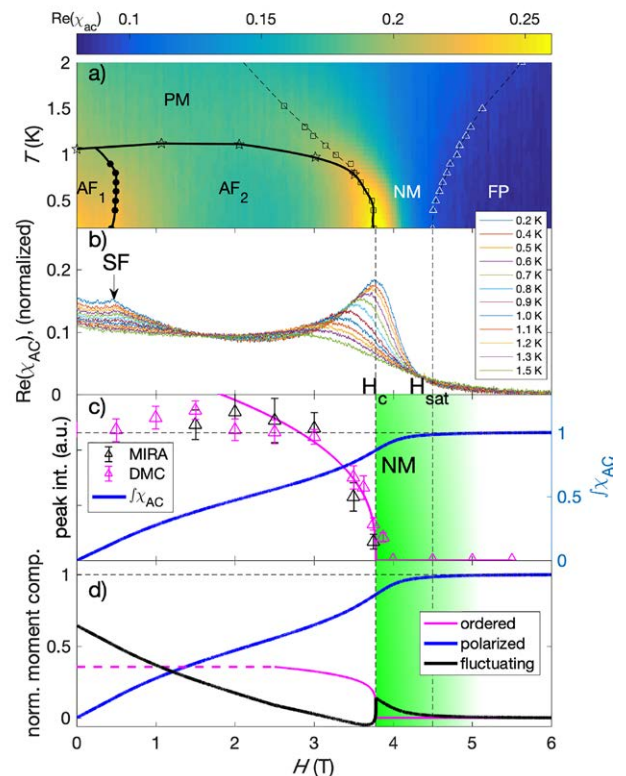 Re(χac)
0.1 0.15 0.2 0.25
a)
PM
AF1
AF2
NM
FP
T (K)
2
1.5
1
0.5
b)
SF
Re(χAC), (normalized)
0.2
0.1
0
0.2 K
0.4 K
0.5 K
0.6 K
0.7 K
0.8 K
0.9 K
1.0 K
1.1 K
1.2 K
1.3 K
1.5 K
Hc
Hsat
c)
MIRA
DMC
∫χAC
NM
peak int. (a.u.)
1
0.5
0
∫χAC
d)
ordered
polarized
fluctuating
norm. moment comp.
1
0.5
0
0 1 2 3 4 5 6
H (T)